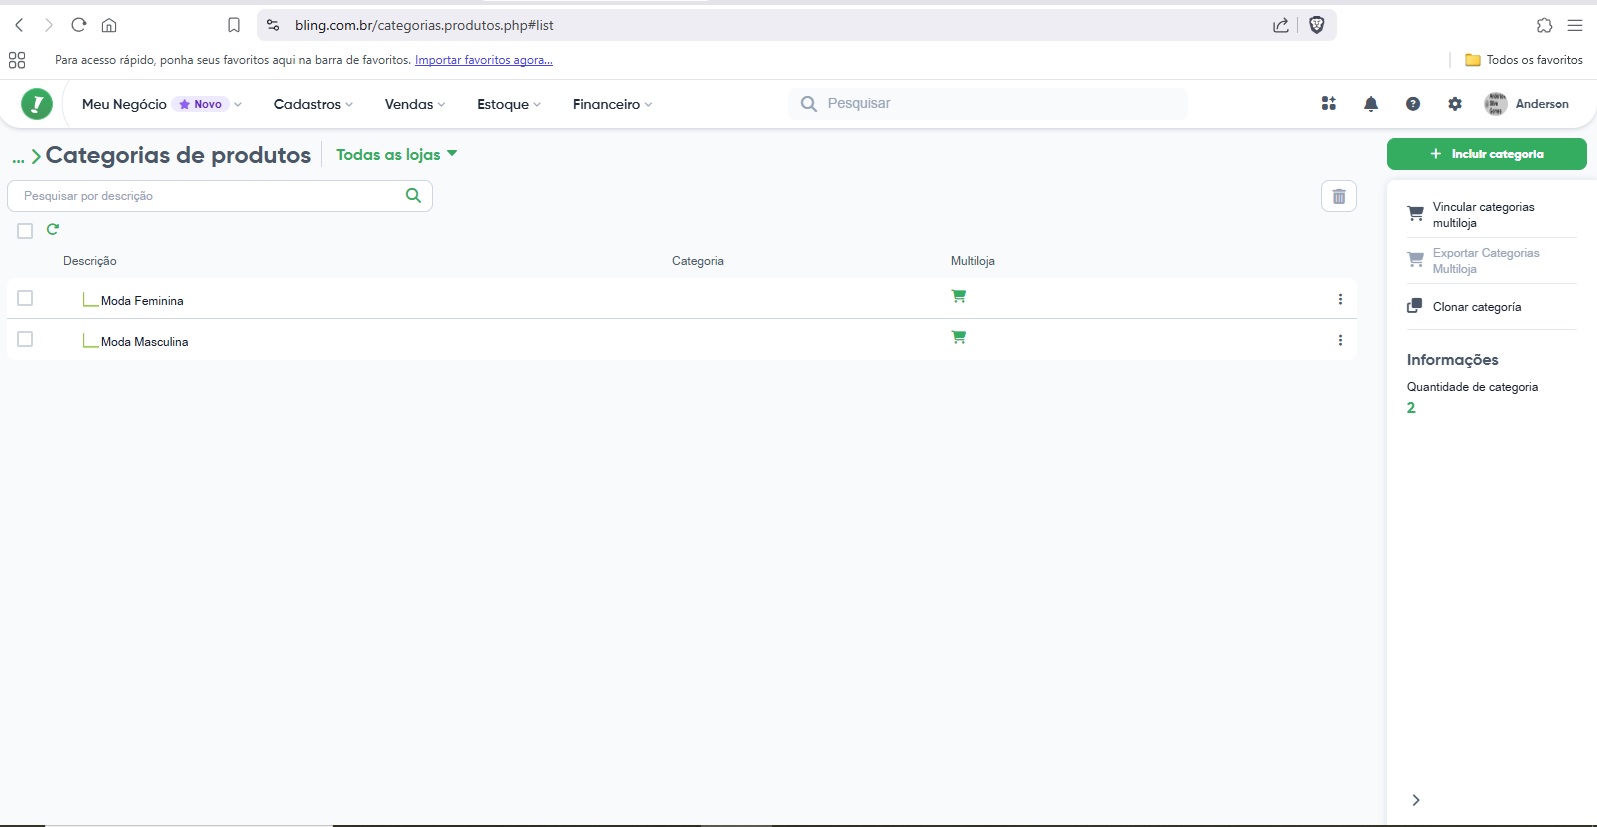 bling.com.br/categorias.produtos.php#list
Para acesso rápido, ponha seus favoritos aqui na barra de favoritos. Importar favoritos agora...
Todos os favoritos
Meu Negócio Novo Cadastros Vendas Estoque Financeiro
Pesquisar
Anderson
... Categorias de produtos
Todas as lojas
+ Incluir categoria
Pesquisar por descrição
Vincular categorias
multiloja
Exportar Categorias
Multiloja
Clonar categoría
Descrição Categoria Multiloja
Moda Feminina
Moda Masculina
Informações
Quantidade de categoria
2